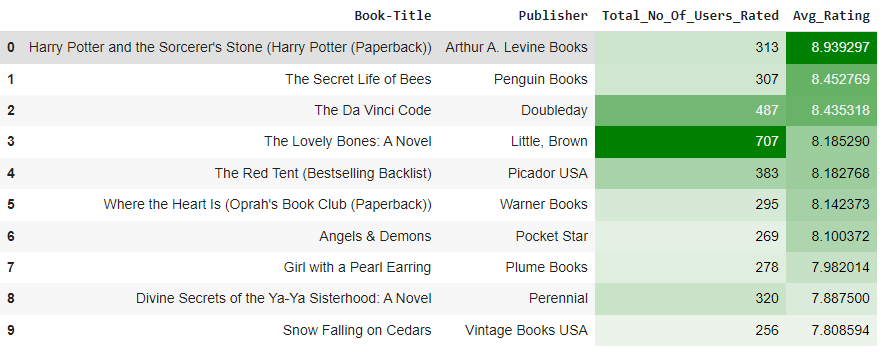 Book-Title Publisher Total_No_Of_Users_Rated Avg_Rating
0 Harry Potter and the Sorcerer's Stone (Harry Potter (Paperback)) Arthur A. Levine Books 313 8.939297
1 The Secret Life of Bees Penguin Books 307 8.452769
2 The Da Vinci Code Doubleday 487 8.435318
3 The Lovely Bones: A Novel Little, Brown 707 8.185290
4 The Red Tent (Bestselling Backlist) Picador USA 383 8.182768
5 Where the Heart Is (Oprah's Book Club (Paperback)) Warner Books 295 8.142373
6 Angels & Demons Pocket Star 269 8.100372
7 Girl with a Pearl Earring Plume Books 278 7.982014
8 Divine Secrets of the Ya-Ya Sisterhood: A Novel Perennial 320 7.887500
9 Snow Falling on Cedars Vintage Books USA 256 7.808594